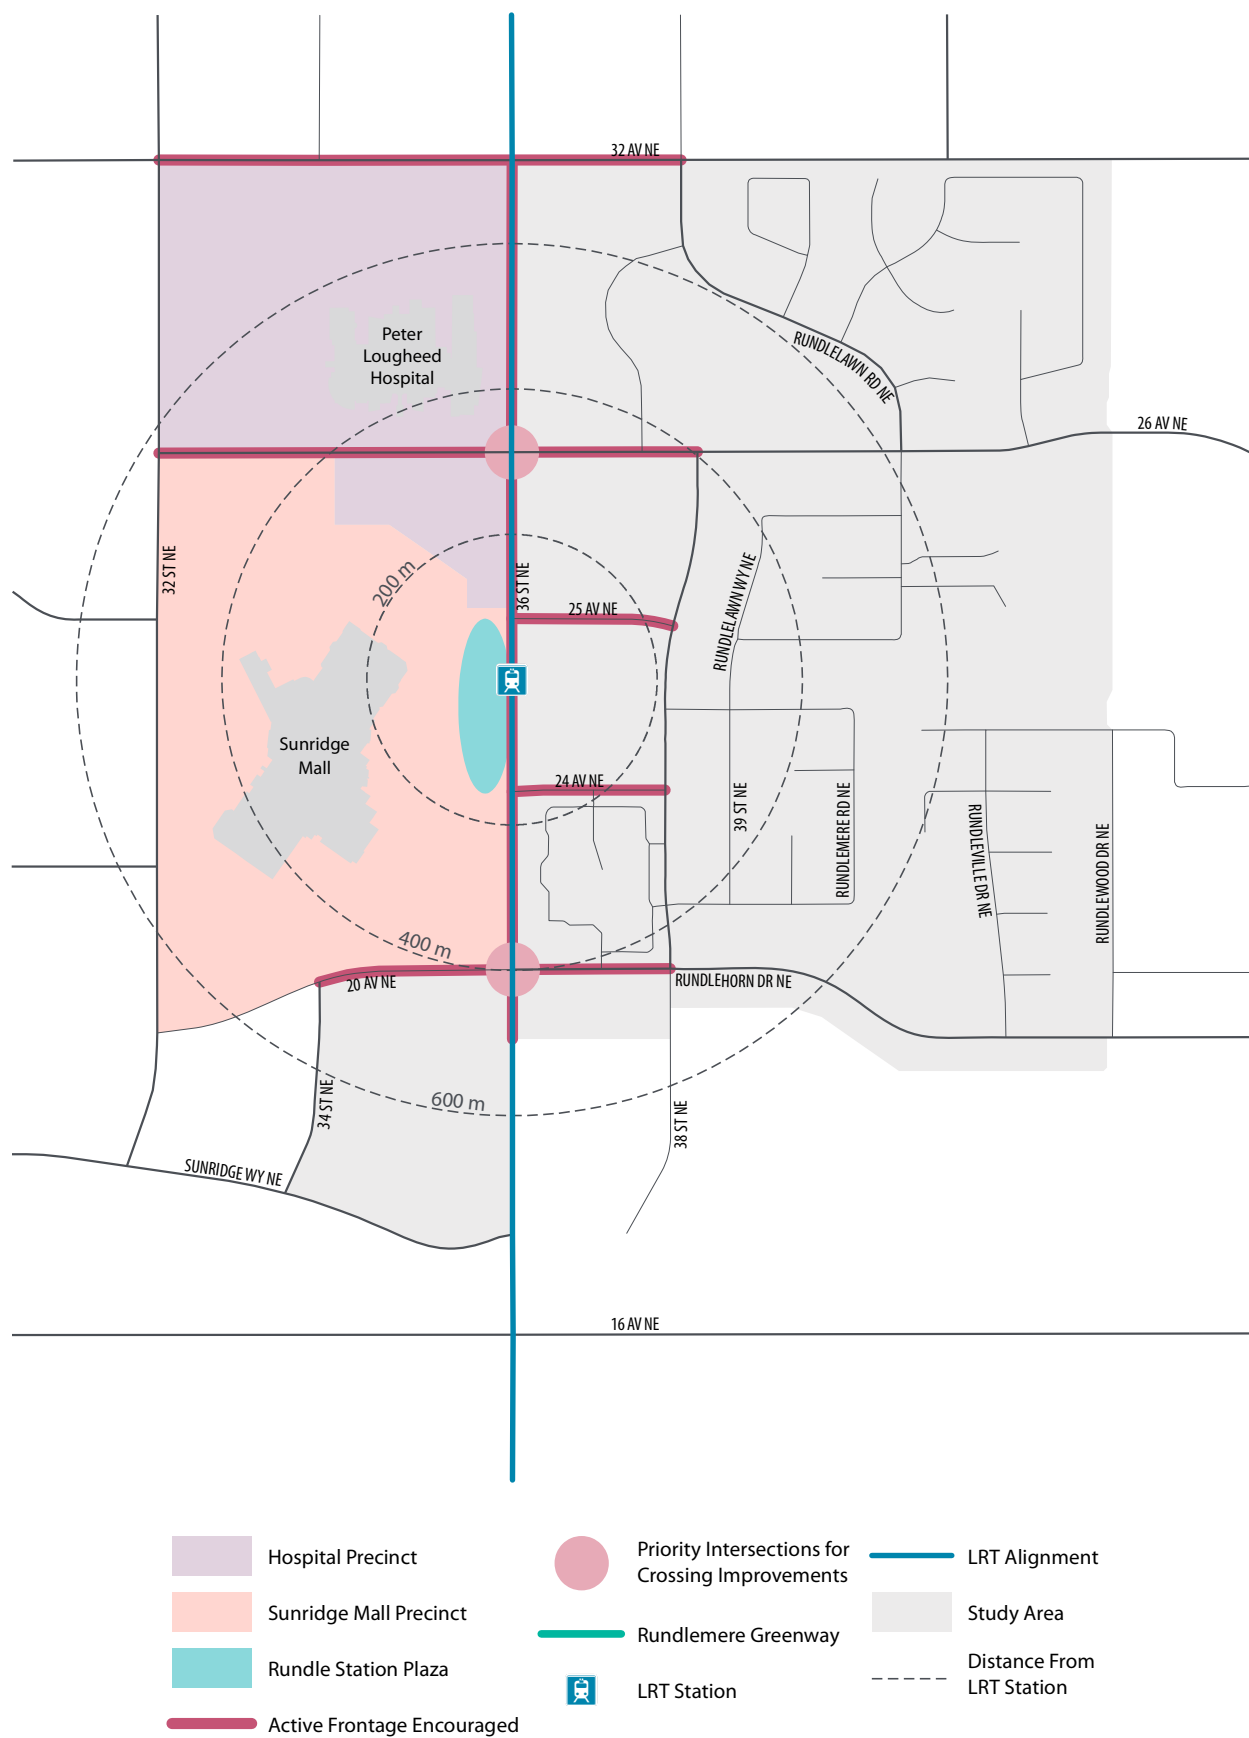 32 AV NE
Peter
Lougheed
Hospital
RUNDLELAWN RD NE
26 AV NE
32 ST NE
200 m
36 ST NE
25 AV NE
RUNDLELAWN WY NE
Sunridge
Mall
24 AV NE
39 ST NE
RUNDLEMERE RD NE
RUNDLEVILLE DR NE
RUNDLEWOOD DR NE
400 m
20 AV NE
RUNDLEHORN DR NE
34 ST NE
600 m
38 ST NE
SUNRIDGE WY NE
16 AV NE
Hospital Precinct
Sunridge Mall Precinct
Rundle Station Plaza
Active Frontage Encouraged
Priority Intersections for
Crossing Improvements
Rundlemere Greenway
LRT Station
LRT Alignment
Study Area
Distance From
LRT Station